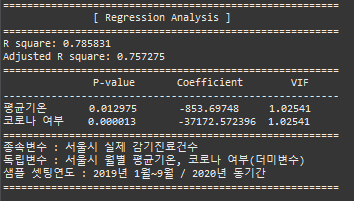 [ Regression Analysis ]
R square: 0.785831
Adjusted R square: 0.757275
P-value Coefficient VIF
평균기온 0.012975 -853.69748 1.02541
코로나 여부 0.000013 -37172.572396 1.02541
종속변수 : 서울시 실제 감기진료건수
독립변수 : 서울시 월별 평균기온, 코로나 여부(더미변수)
샘플 셋팅연도 : 2019년 1월~9월 / 2020년 동기간